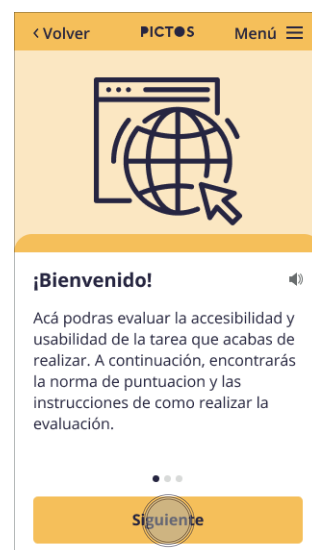 < Volver PICTOS Menú
¡Bienvenido!
Acá podras evaluar la accesibilidad y
usabilidad de la tarea que acabas de
realizar. A continuación, encontrarás
la norma de puntuacion y las
instrucciones de como realizar la
evaluación.
Siguiente